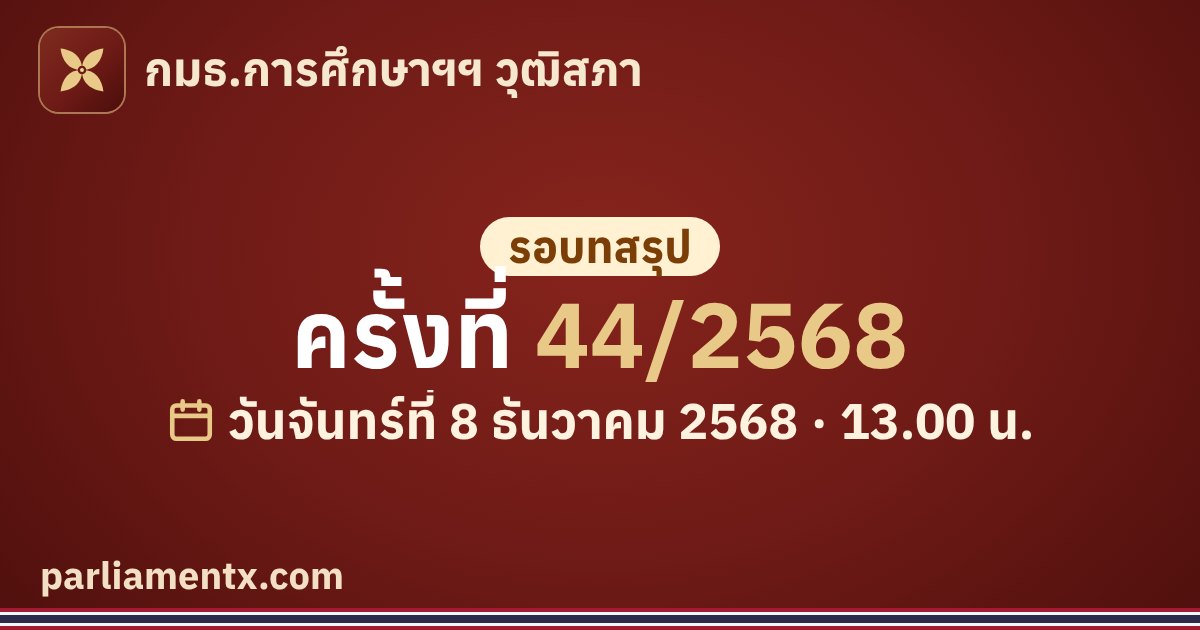 กมธ.การศึกษาฯฯ วุฒิสภา
รอบทสรุป
ครั้งที่ 44/2568
วันจันทร์ที่ 8 ธันวาคม 2568 · 13.00 น.
parliamentx.com